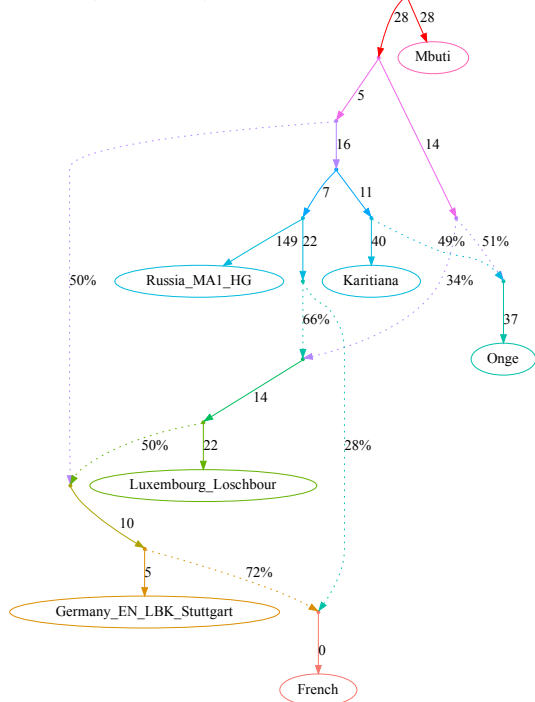 28 28
Mbuti
5
16 14
7 11
149 22 40 49% 51%
50% Russia_MA1_HG Karitiana 34%
66% 37
Onge
14
50% 22 28%
Luxembourg_Loschbour
10
5 72%
Germany_EN_LBK_Stuttgart
0
French